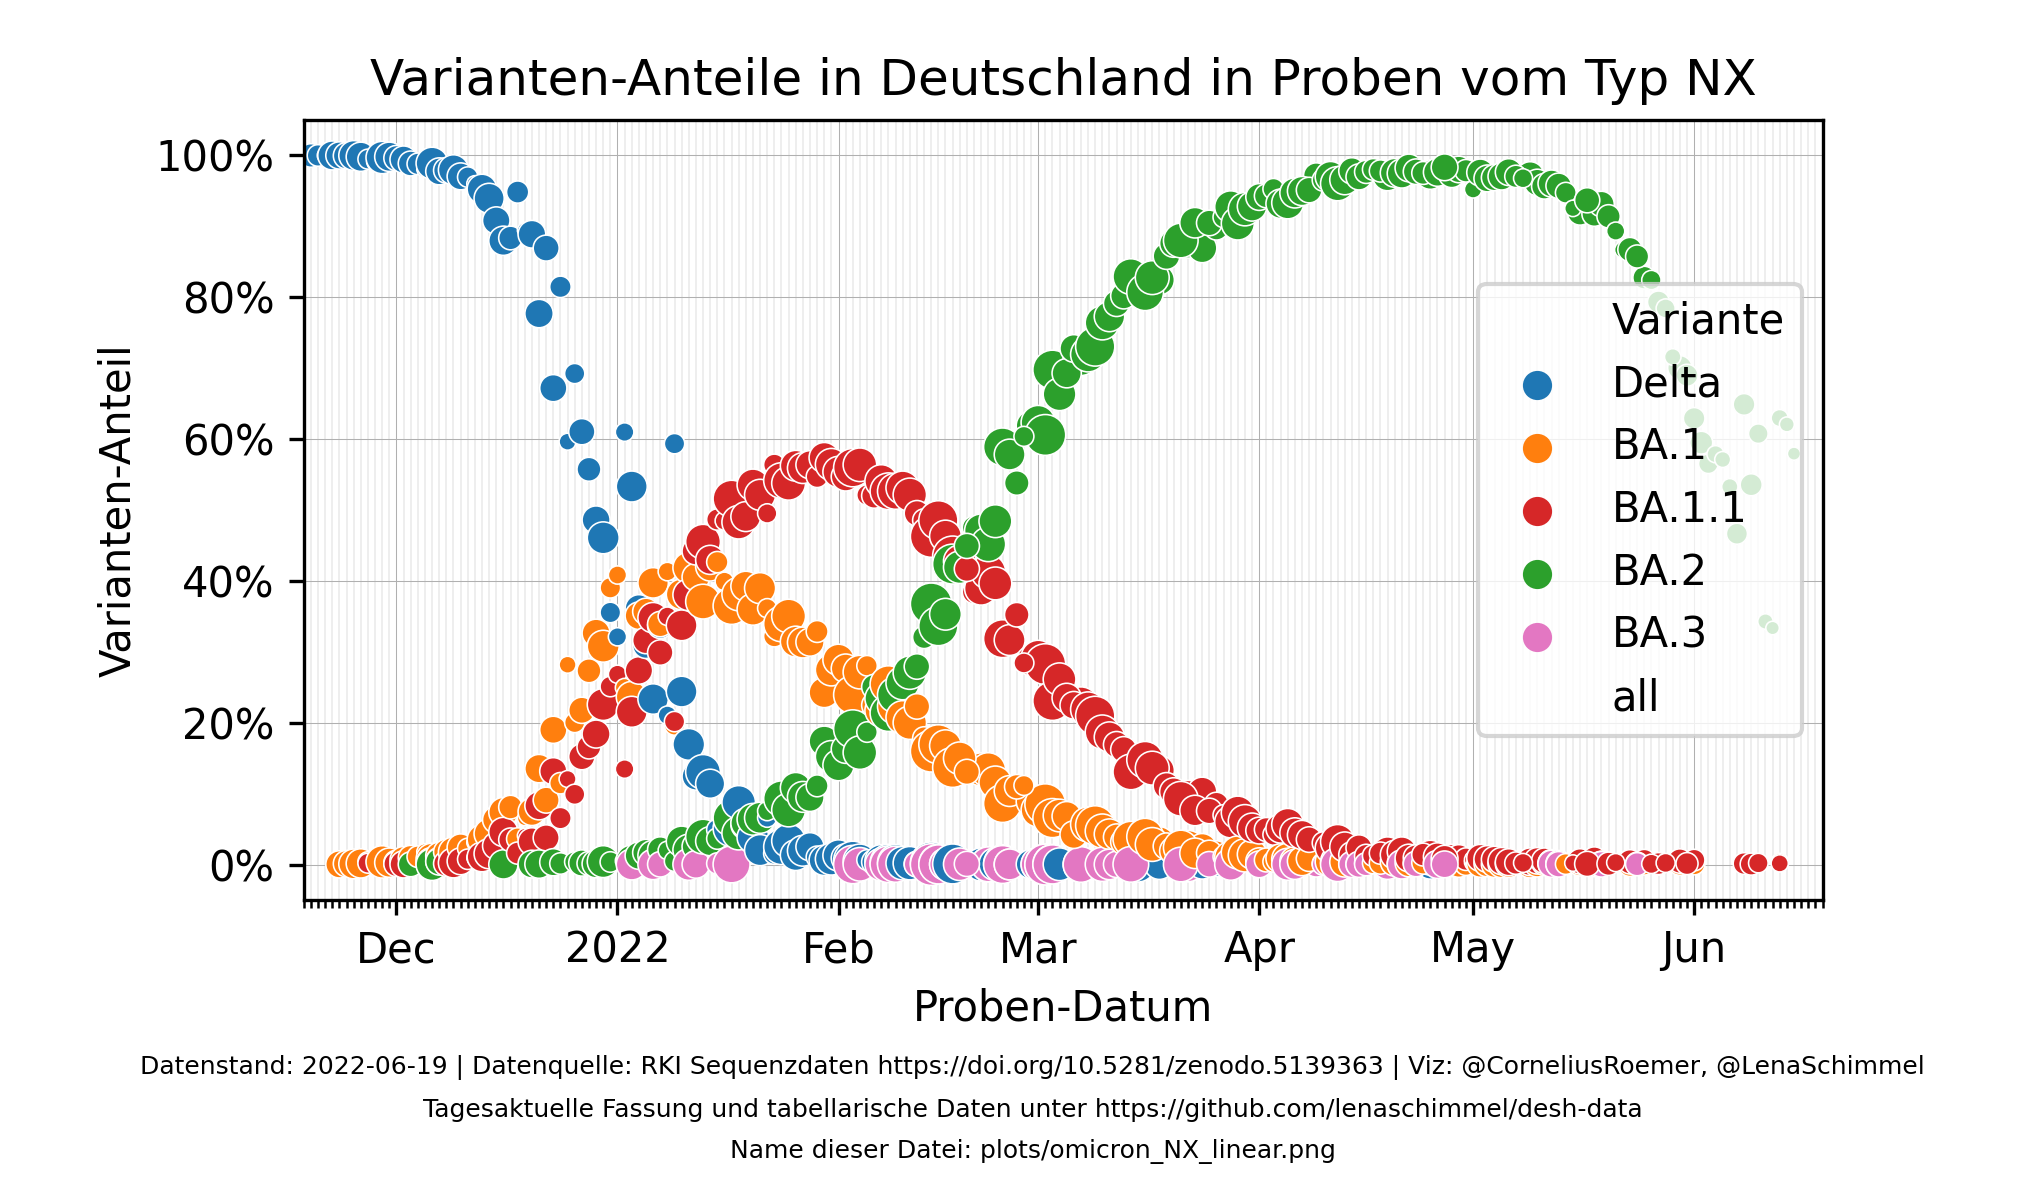 Varianten-Anteile in Deutschland in Proben vom Typ NX
Varianten-Anteil
100%
80%
60%
40%
20%
0%
Variante
Delta
BA.1
BA.1.1
BA.2
BA.3
all
Dec
2022
Feb
Mar
Apr
May
Jun
Proben-Datum
Datenstand: 2022-06-19 | Datenquelle: RKI Sequenzdaten https://doi.org/10.5281/zenodo.5139363 | Viz: @CorneliusRoemer, @LenaSchimmel
Tagesaktuelle Fassung und tabellarische Daten unter https://github.com/lenaschimmel/desh-data
Name dieser Datei: plots/omicron_NX_linear.png